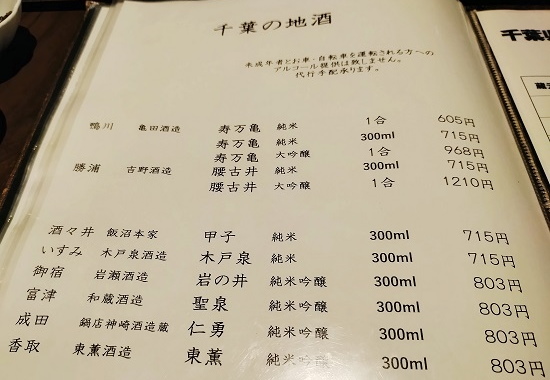 千葉の地酒
未成年者とお車・自転車を運転される方への
アルコール提供は致しません。
代行手配承ります。
鴨川 亀田酒造 寿万亀 純米 1合 605円
寿万亀 純米 300ml 715円
寿万亀 大吟醸 1合 968円
勝浦 吉野酒造 腰古井 純米 300ml 715円
腰古井 大吟醸 1合 1210円
酒々井 飯沼本家 甲子 純米 300ml 715円
いすみ 木戸泉酒造 木戸泉 純米 300ml 715円
御宿 岩瀬酒造 岩の井 純米吟醸 300ml 803円
富津 和蔵酒造 聖泉 純米吟醸 300ml 803円
成田 鍋店神崎酒造蔵 仁勇 純米吟醸 300ml 803円
香取 東薫酒造 東薫 純米吟醸 300ml 803円
千葉
蔵元